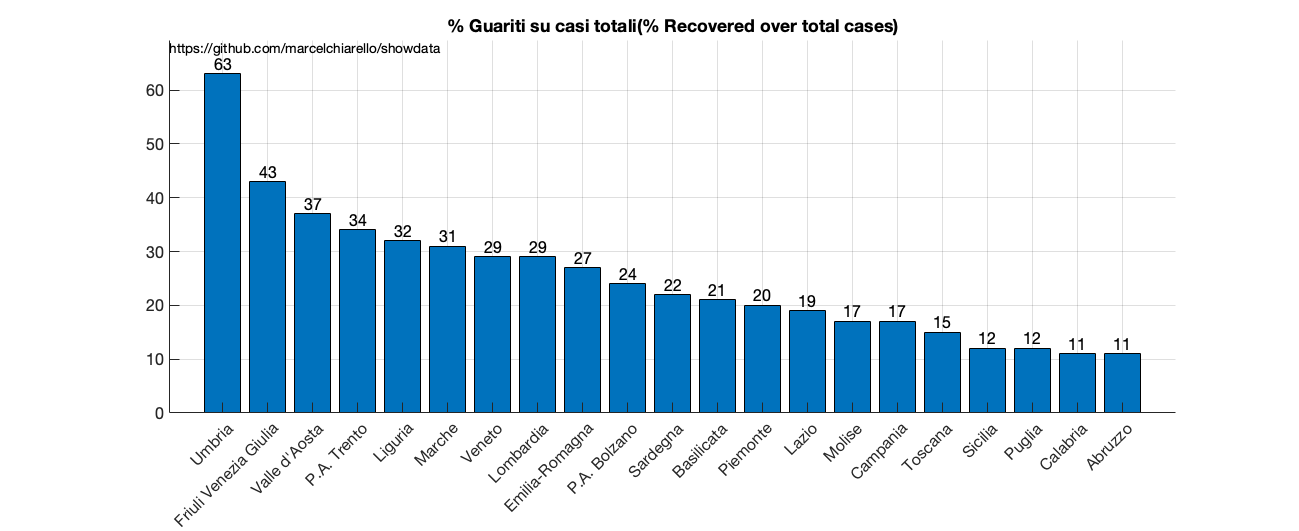 % Guariti su casi totali(% Recovered over total cases)
https://github.com/marcelchiarello/showdata
63
43
37
34
32
31
29
29
27
24
22
21
20
19
17
17
15
12
12
11
11
60
50
40
30
20
10
0
Umbria
Friuli Venezia Giulia
Valle d'Aosta
P.A. Trento
Liguria
Marche
Veneto
Lombardia
Emilia-Romagna
P.A. Bolzano
Sardegna
Basilicata
Piemonte
Lazio
Molise
Campania
Toscana
Sicilia
Puglia
Calabria
Abruzzo